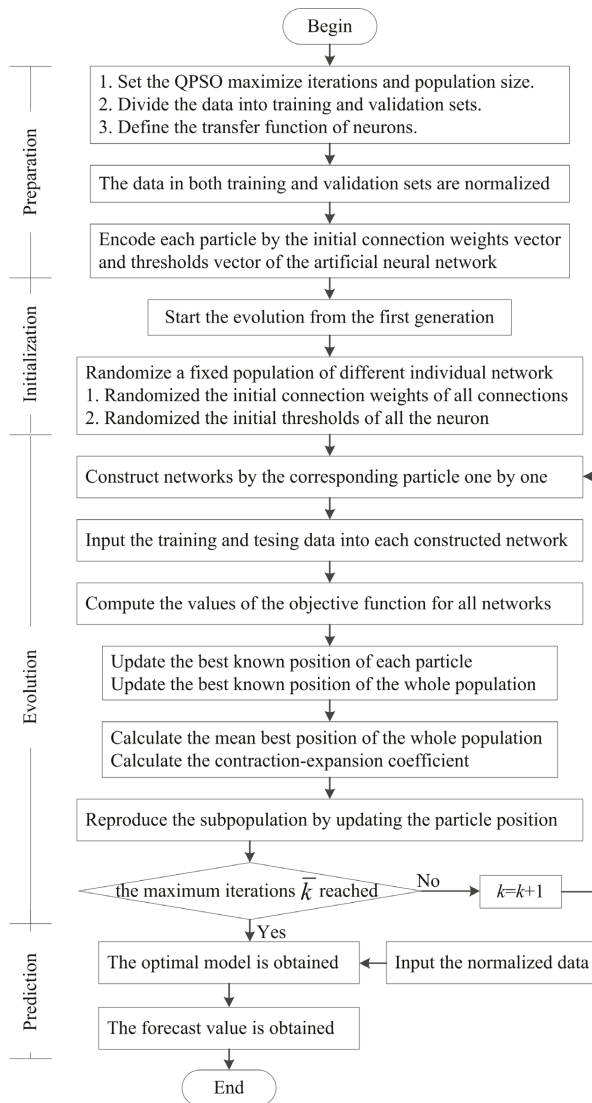 Begin
Preparation
1. Set the QPSO maximize iterations and population size.
2. Divide the data into training and validation sets.
3. Define the transfer function of neurons.
The data in both training and validation sets are normalized
Encode each particle by the initial connection weights vector
and thresholds vector of the artificial neural network
Initialization
Start the evolution from the first generation
Randomize a fixed population of different individual network
1. Randomized the initial connection weights of all connections
2. Randomized the initial thresholds of all the neuron
Evolution
Construct networks by the corresponding particle one by one
Input the training and tesing data into each constructed network
Compute the values of the objective function for all networks
Update the best known position of each particle
Update the best known position of the whole population
Calculate the mean best position of the whole population
Calculate the contraction-expansion coefficient
Reproduce the subpopulation by updating the particle position
the maximum iterations k̅ reached
No
k=k+1
Yes
Prediction
The optimal model is obtained
Input the normalized data
The forecast value is obtained
End